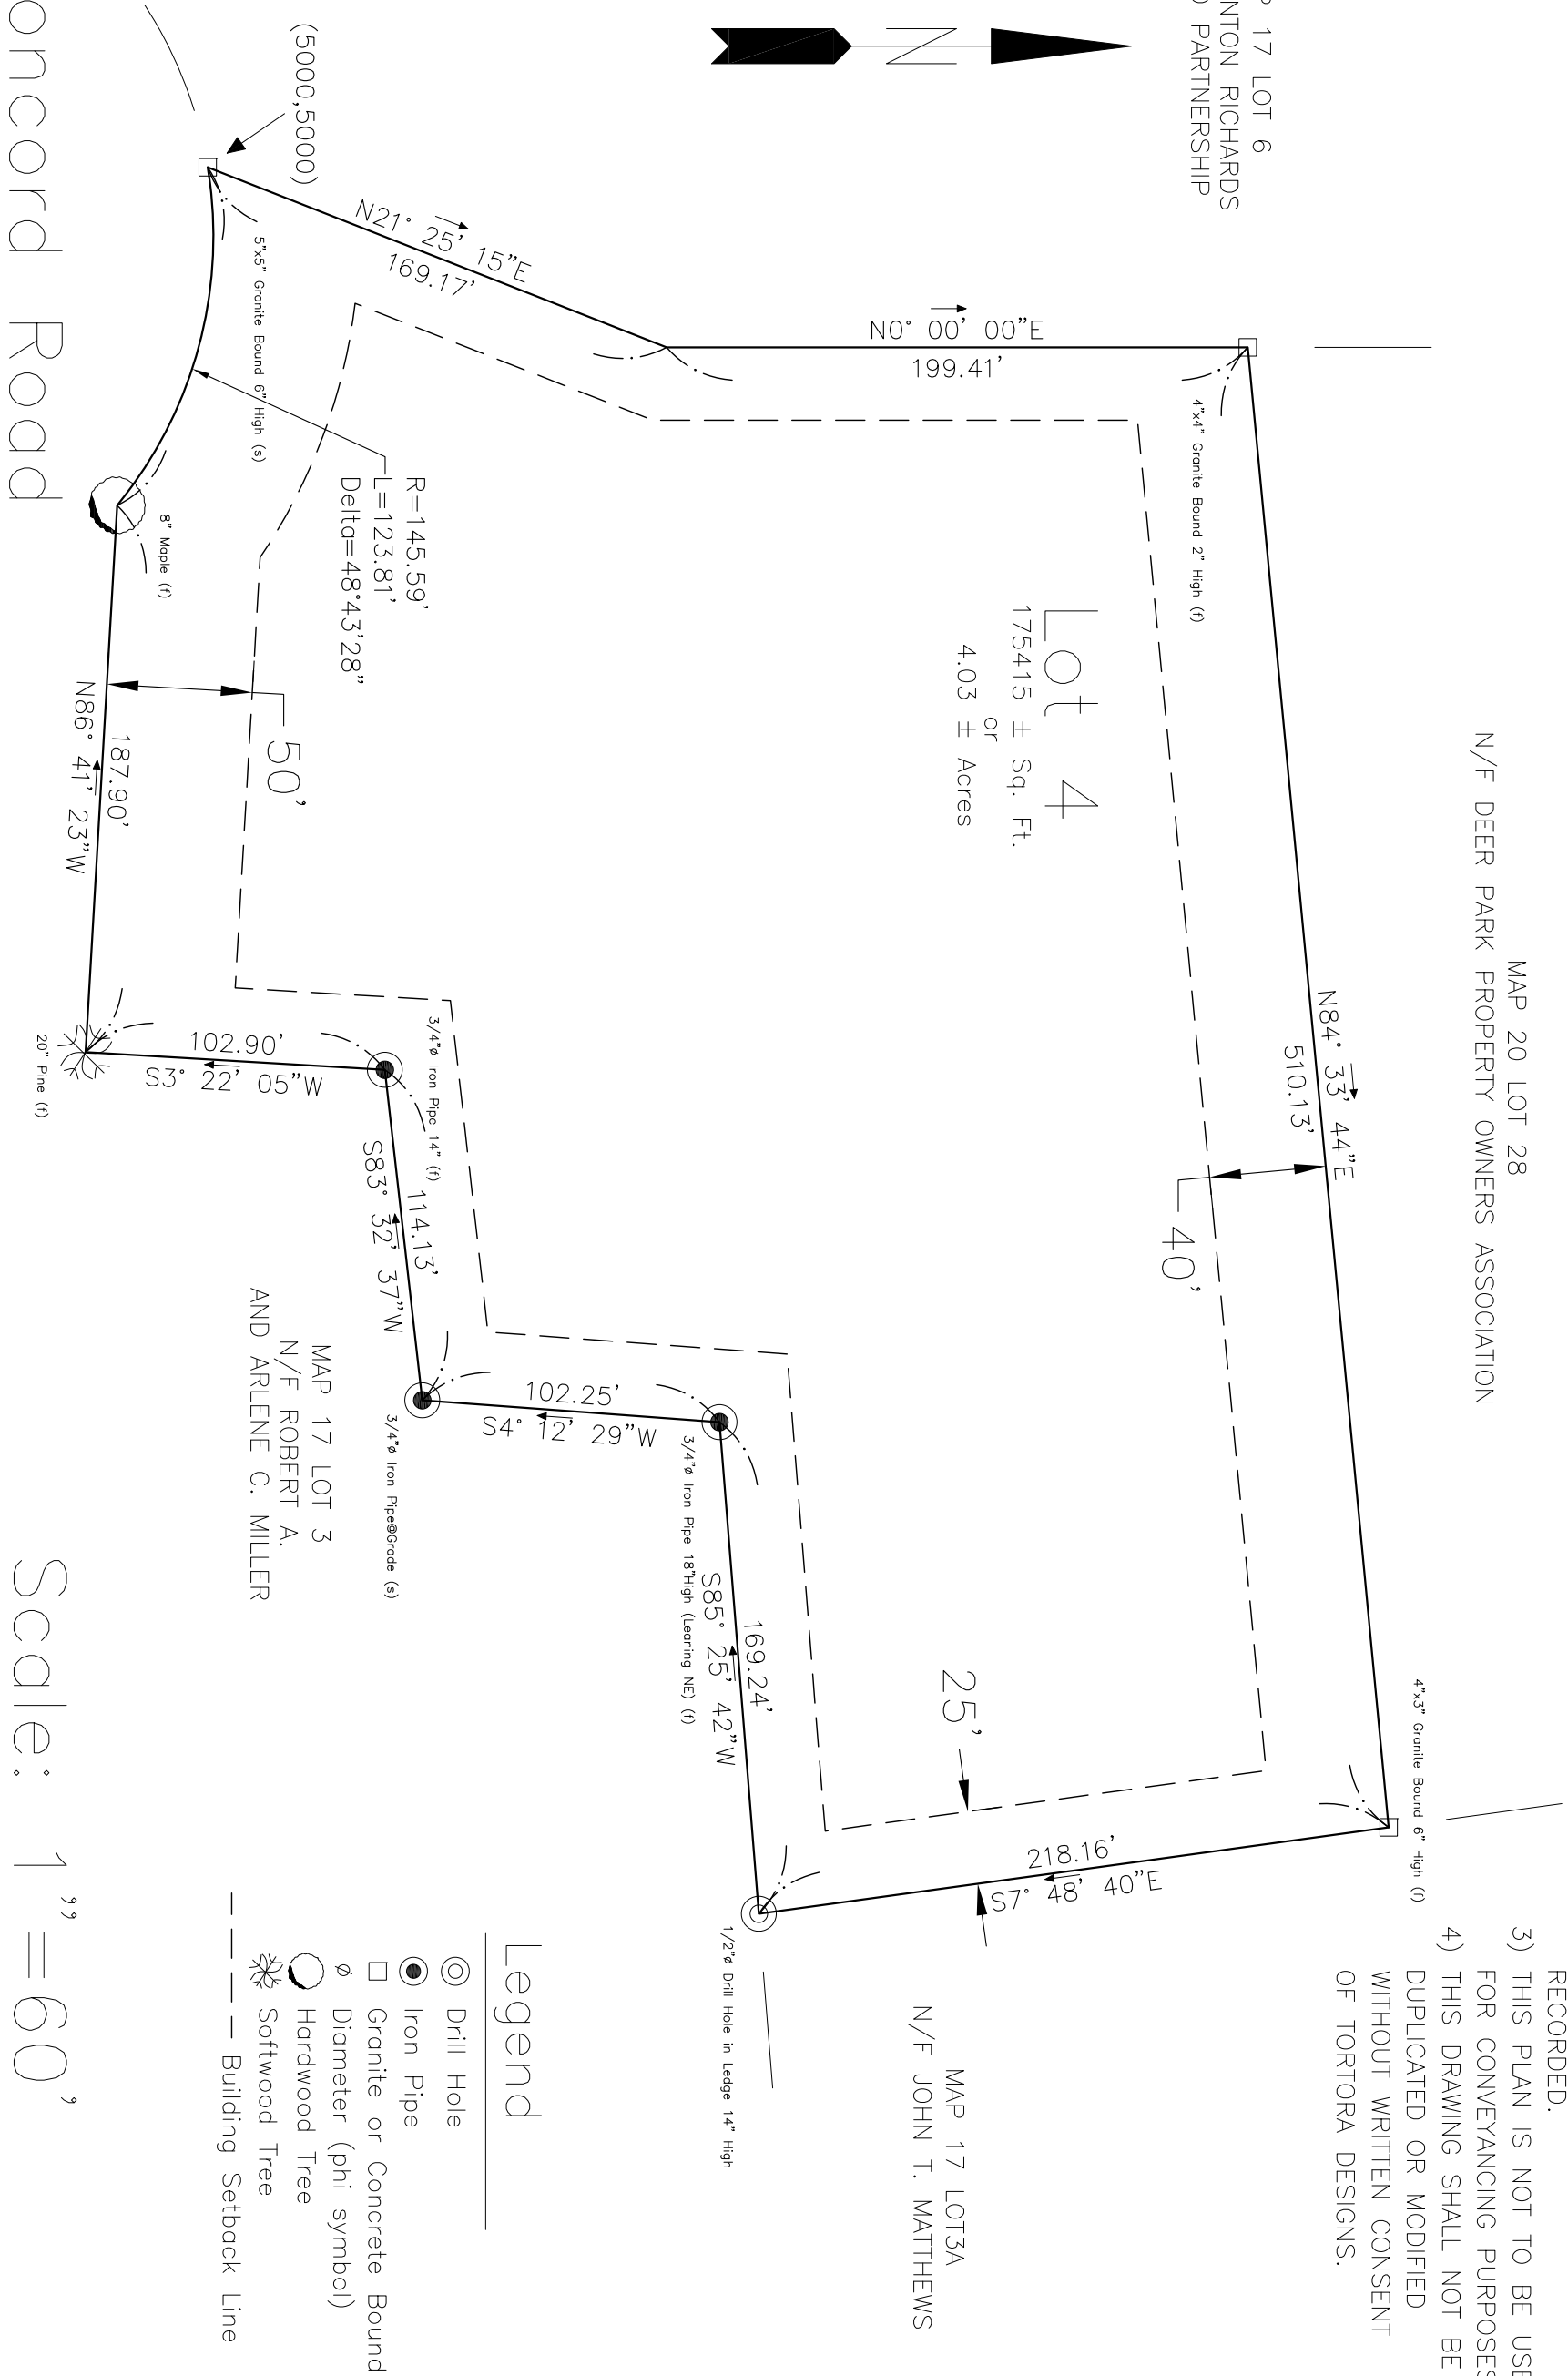 17 LOT 6
NTON RICHARDS
PARTNERSHIP
N
(5000,5000)
MAP 20 LOT 28
N/F DEER PARK PROPERTY OWNERS ASSOCIATION
RECORDED.
3) THIS PLAN IS NOT TO BE USE
FOR CONVEYANCING PURPOSES
4) THIS DRAWING SHALL NOT BE
DUPLICATED OR MODIFIED
WITHOUT WRITTEN CONSENT
OF TORTORA DESIGNS.
N84° 33' 44"E
510.13'
40'
4"x3" Granite Bound 6" High (f)
4"x4" Granite Bound 2" High (f)
N0° 00' 00"E
199.41'
N21° 25' 15"E
169.17'
5"x5" Granite Bound 6" High (s)
Lot 4
175415 ± Sq. Ft.
or
4.03 ± Acres
R=145.59'
L=123.81'
Delta=48°43'28"
50'
8" Maple (f)
187.90'
N86° 41' 23"W
20" Pine (f)
102.90'
S3° 22' 05"W
3/4"ø Iron Pipe 14" (f)
114.13'
S83° 32' 37"W
3/4"ø Iron Pipe@Grade (s)
102.25'
S4° 12' 29"W
3/4"ø Iron Pipe 18"High (Leaning NE) (f)
169.24'
S85° 25' 42"W
25'
218.16'
S7° 48' 40"E
1/2"ø Drill Hole in Ledge 14" High
MAP 17 LOT 3
N/F ROBERT A.
AND ARLENE C. MILLER
MAP 17 LOT3A
N/F JOHN T. MATTHEWS
Legend
Drill Hole
Iron Pipe
Granite or Concrete Bound
ø Diameter (phi symbol)
Hardwood Tree
Softwood Tree
Building Setback Line
oncord Road
Scale: 1"=60'